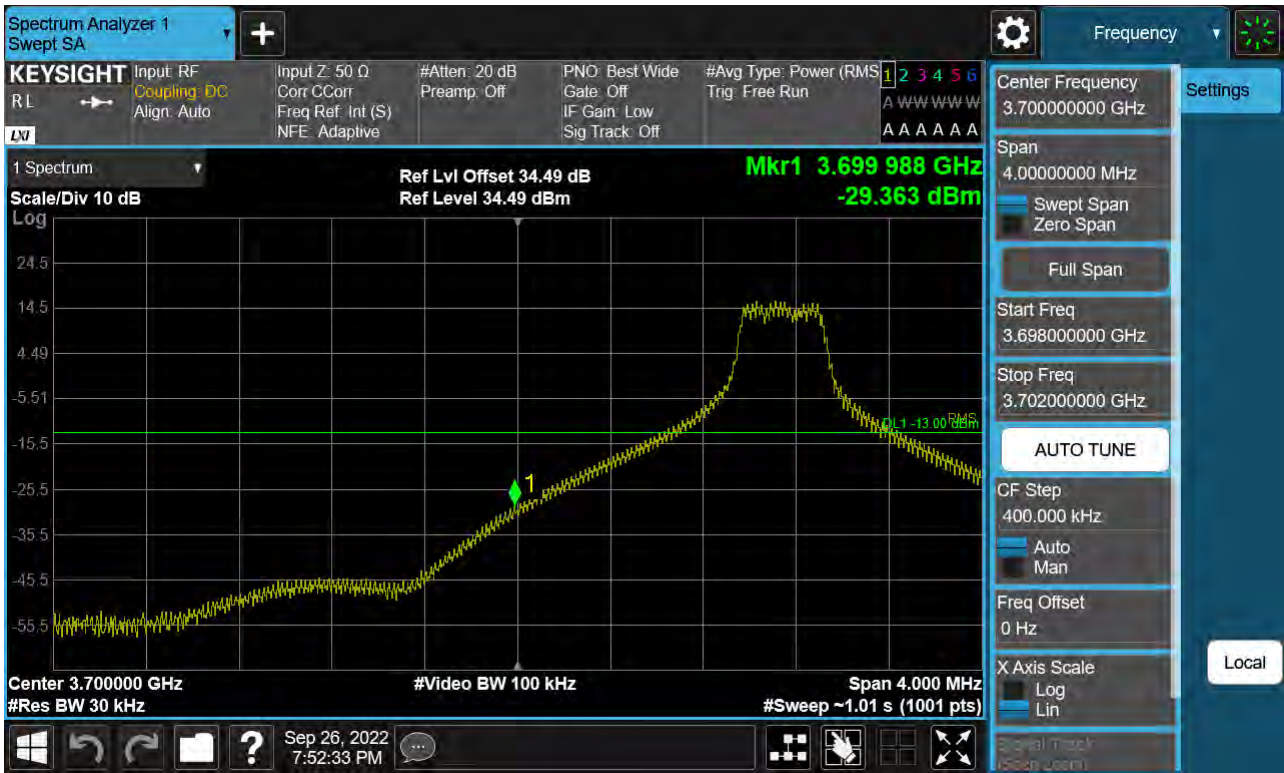 Spectrum Analyzer 1
Swept SA
+
Frequency
KEYSIGHT
RL
LXI
Input: RF
Coupling: DC
Align: Auto
Input Z: 50 Ω
Corr CCorr
Freq Ref: Int (S)
NFE: Adaptive
#Atten: 20 dB
Preamp: Off
PNO: Best Wide
Gate: Off
IF Gain: Low
Sig Track: Off
#Avg Type: Power (RMS
Trig: Free Run
1 2 3 4 5 6
A W W W W W
A A A A A A
1 Spectrum
Scale/Div 10 dB
Log
Ref Lvl Offset 34.49 dB
Ref Level 34.49 dBm
Mkr1 3.699 988 GHz
-29.363 dBm
24.5
14.5
4.49
-5.51
-15.5
-25.5
-35.5
-45.5
-55.5
RMS
DL1 -13.00 dBm
1
Center 3.700000 GHz
#Res BW 30 kHz
#Video BW 100 kHz
Span 4.000 MHz
#Sweep ~1.01 s (1001 pts)
Center Frequency
3.700000000 GHz
Span
4.00000000 MHz
Swept Span
Zero Span
Full Span
Start Freq
3.698000000 GHz
Stop Freq
3.702000000 GHz
AUTO TUNE
CF Step
400.000 kHz
Auto
Man
Freq Offset
0 Hz
X Axis Scale
Log
Lin
Signal Track
(Span Zoom)
Settings
Local
?
Sep 26, 2022
7:52:33 PM